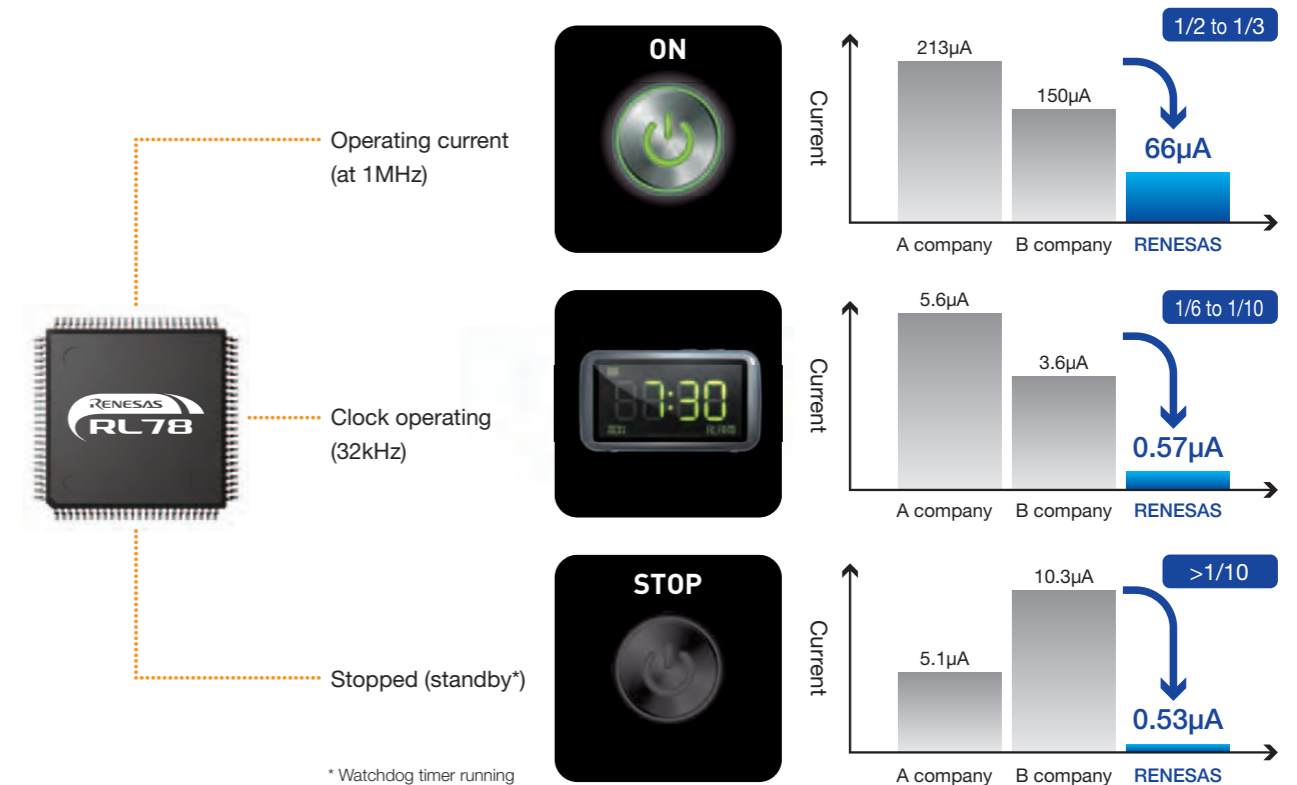 RENESAS
RL78
Operating current
(at 1MHz)
ON
Current
213µA
150µA
1/2 to 1/3
66µA
A company
B company
RENESAS
Clock operating
(32kHz)
7:30
MON
ALARM
Current
5.6µA
3.6µA
1/6 to 1/10
0.57µA
A company
B company
RENESAS
Stopped (standby*)
STOP
Current
5.1µA
10.3µA
>1/10
0.53µA
A company
B company
RENESAS
* Watchdog timer running